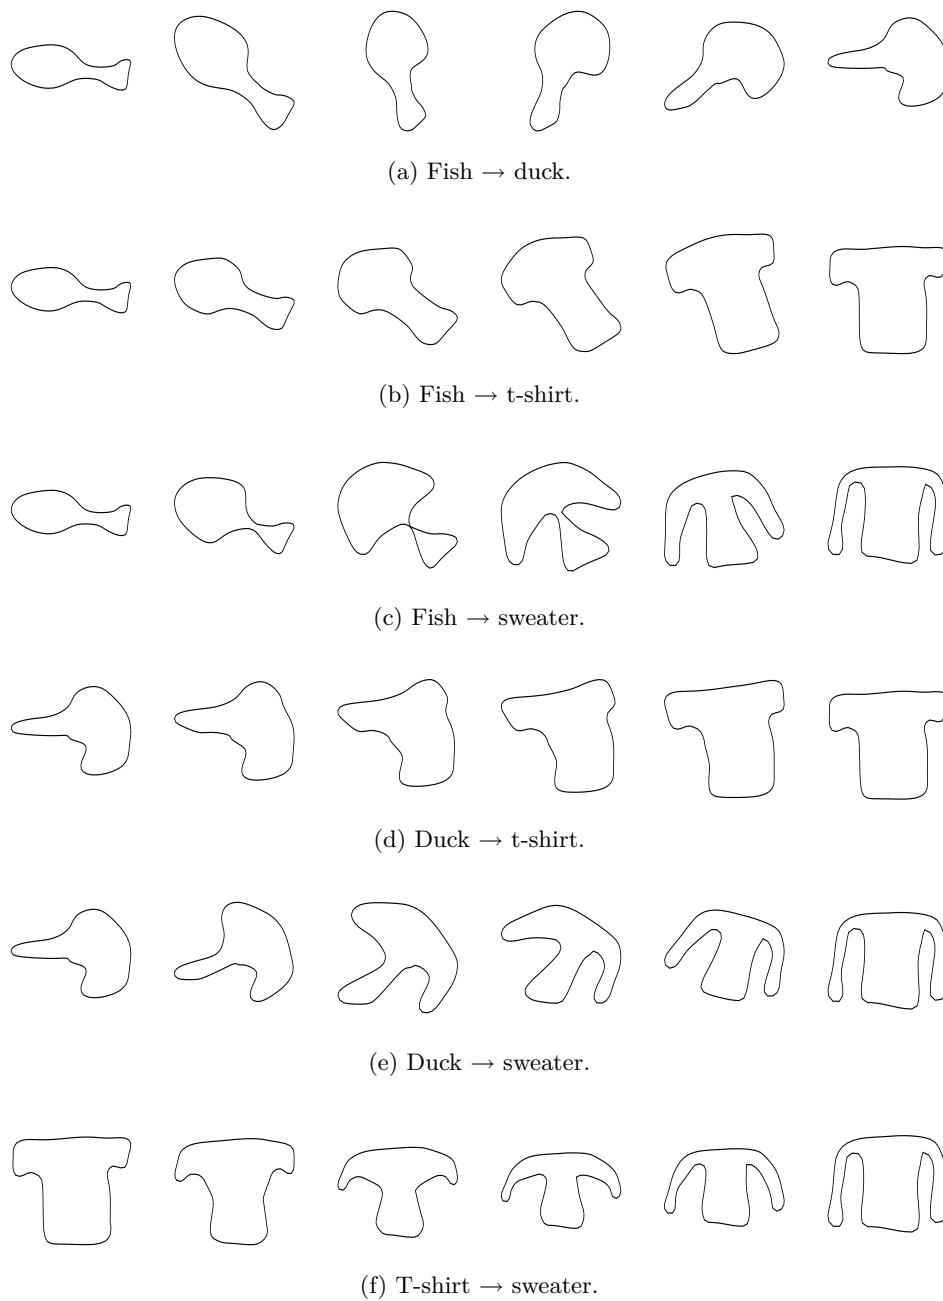 (a) Fish → duck.
(b) Fish → t-shirt.
(c) Fish → sweater.
(d) Duck → t-shirt.
(e) Duck → sweater.
(f) T-shirt → sweater.